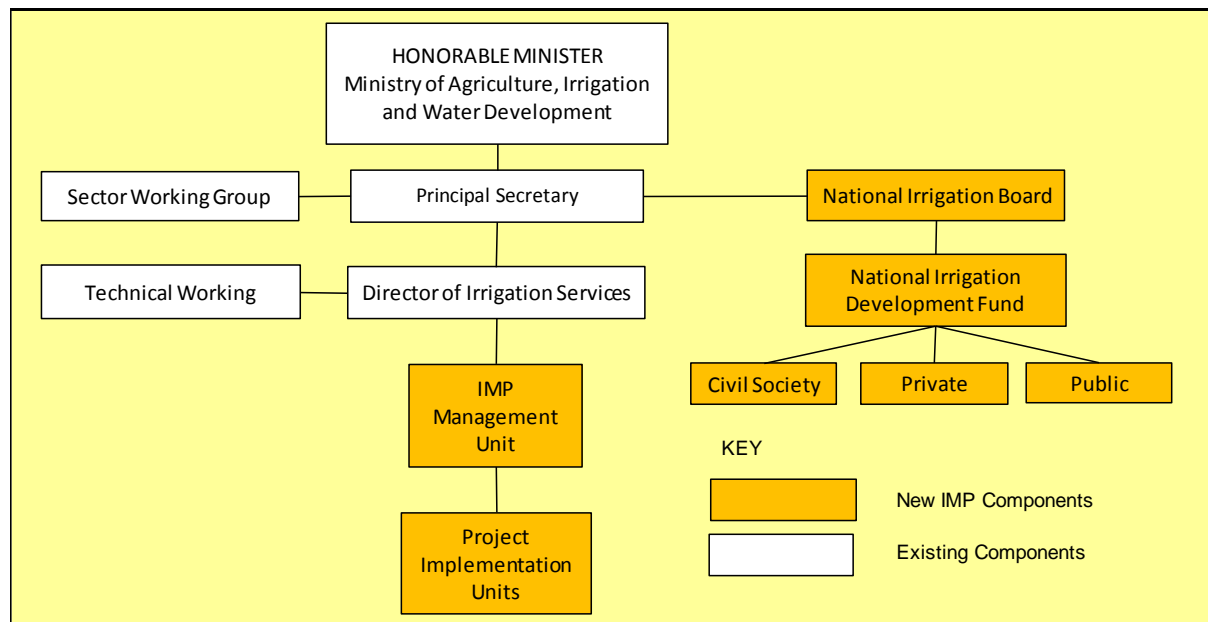 HONORABLE MINISTER
Ministry of Agriculture, Irrigation
and Water Development
Sector Working Group
Principal Secretary
National Irrigation Board
Technical Working
Director of Irrigation Services
National Irrigation
Development Fund
IMP
Management
Unit
Civil Society
Private
Public
KEY
New IMP Components
Existing Components
Project
Implementation
Units